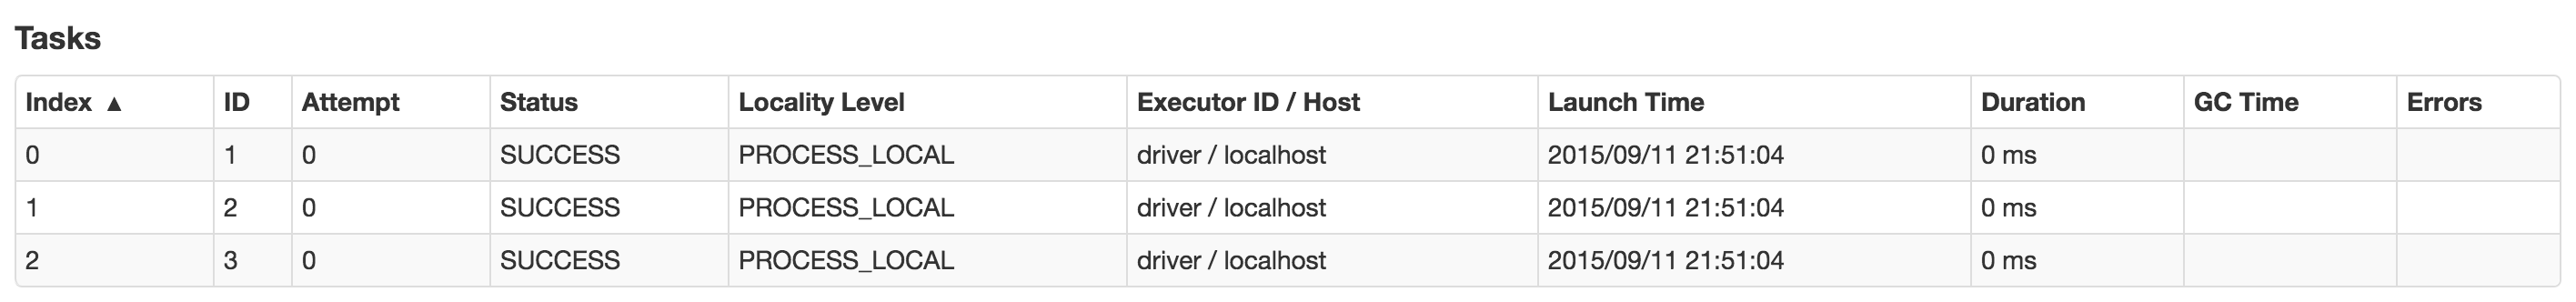 Tasks
Index ▲ ID Attempt Status Locality Level Executor ID / Host Launch Time Duration GC Time Errors
0 1 0 SUCCESS PROCESS_LOCAL driver / localhost 2015/09/11 21:51:04 0 ms
1 2 0 SUCCESS PROCESS_LOCAL driver / localhost 2015/09/11 21:51:04 0 ms
2 3 0 SUCCESS PROCESS_LOCAL driver / localhost 2015/09/11 21:51:04 0 ms